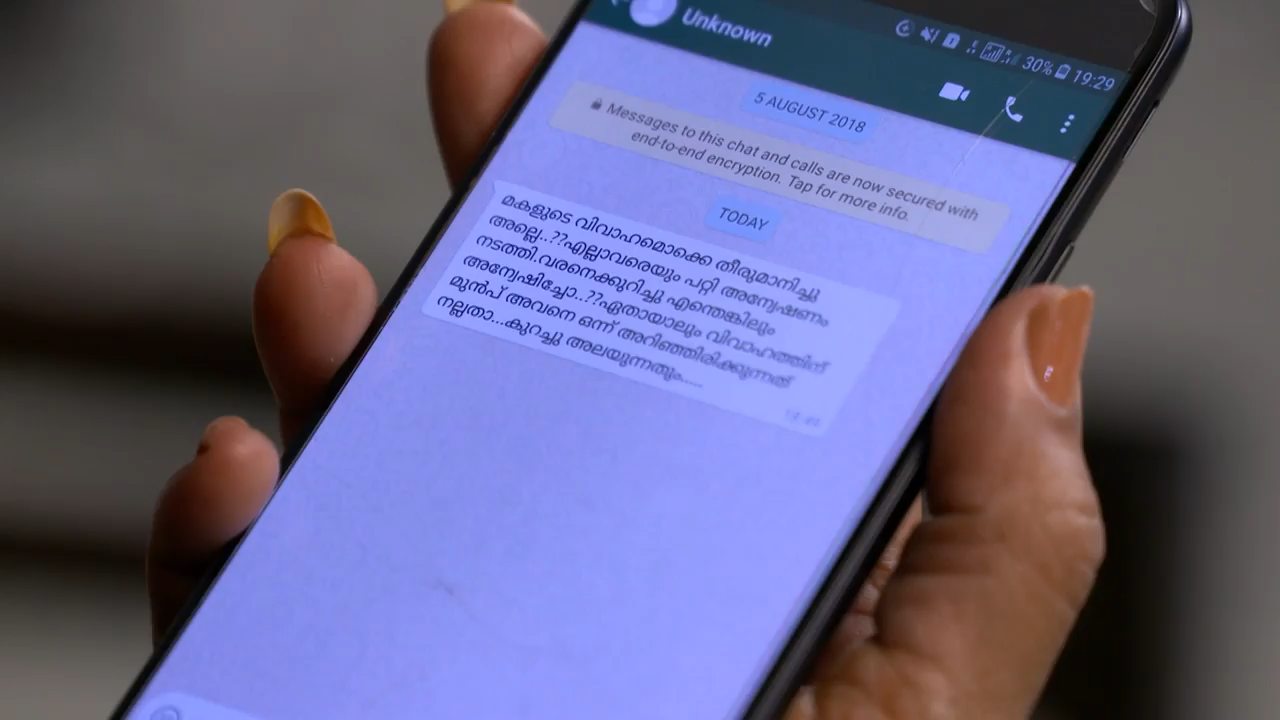 30% 19:29
Unknown
5 AUGUST 2018
Messages to this chat and calls are now secured with
end-to-end encryption. Tap for more info.
TODAY
മകളുടെ വിവാഹമൊക്കെ തീരുമാനിച്ചു
അല്ലെ..??എല്ലാവരെയും പറ്റി അന്വേഷണം
നടത്തി.വരനെക്കുറിച്ചു എന്തെങ്കിലും
അന്വേഷിച്ചോ..??ഏതായാലും വിവാഹത്തിന്
മുൻപ് അവനെ ഒന്ന് അറിഞ്ഞിരിക്കുന്നത്
നല്ലതാ...കുറച്ചു അലയുന്നതും.....